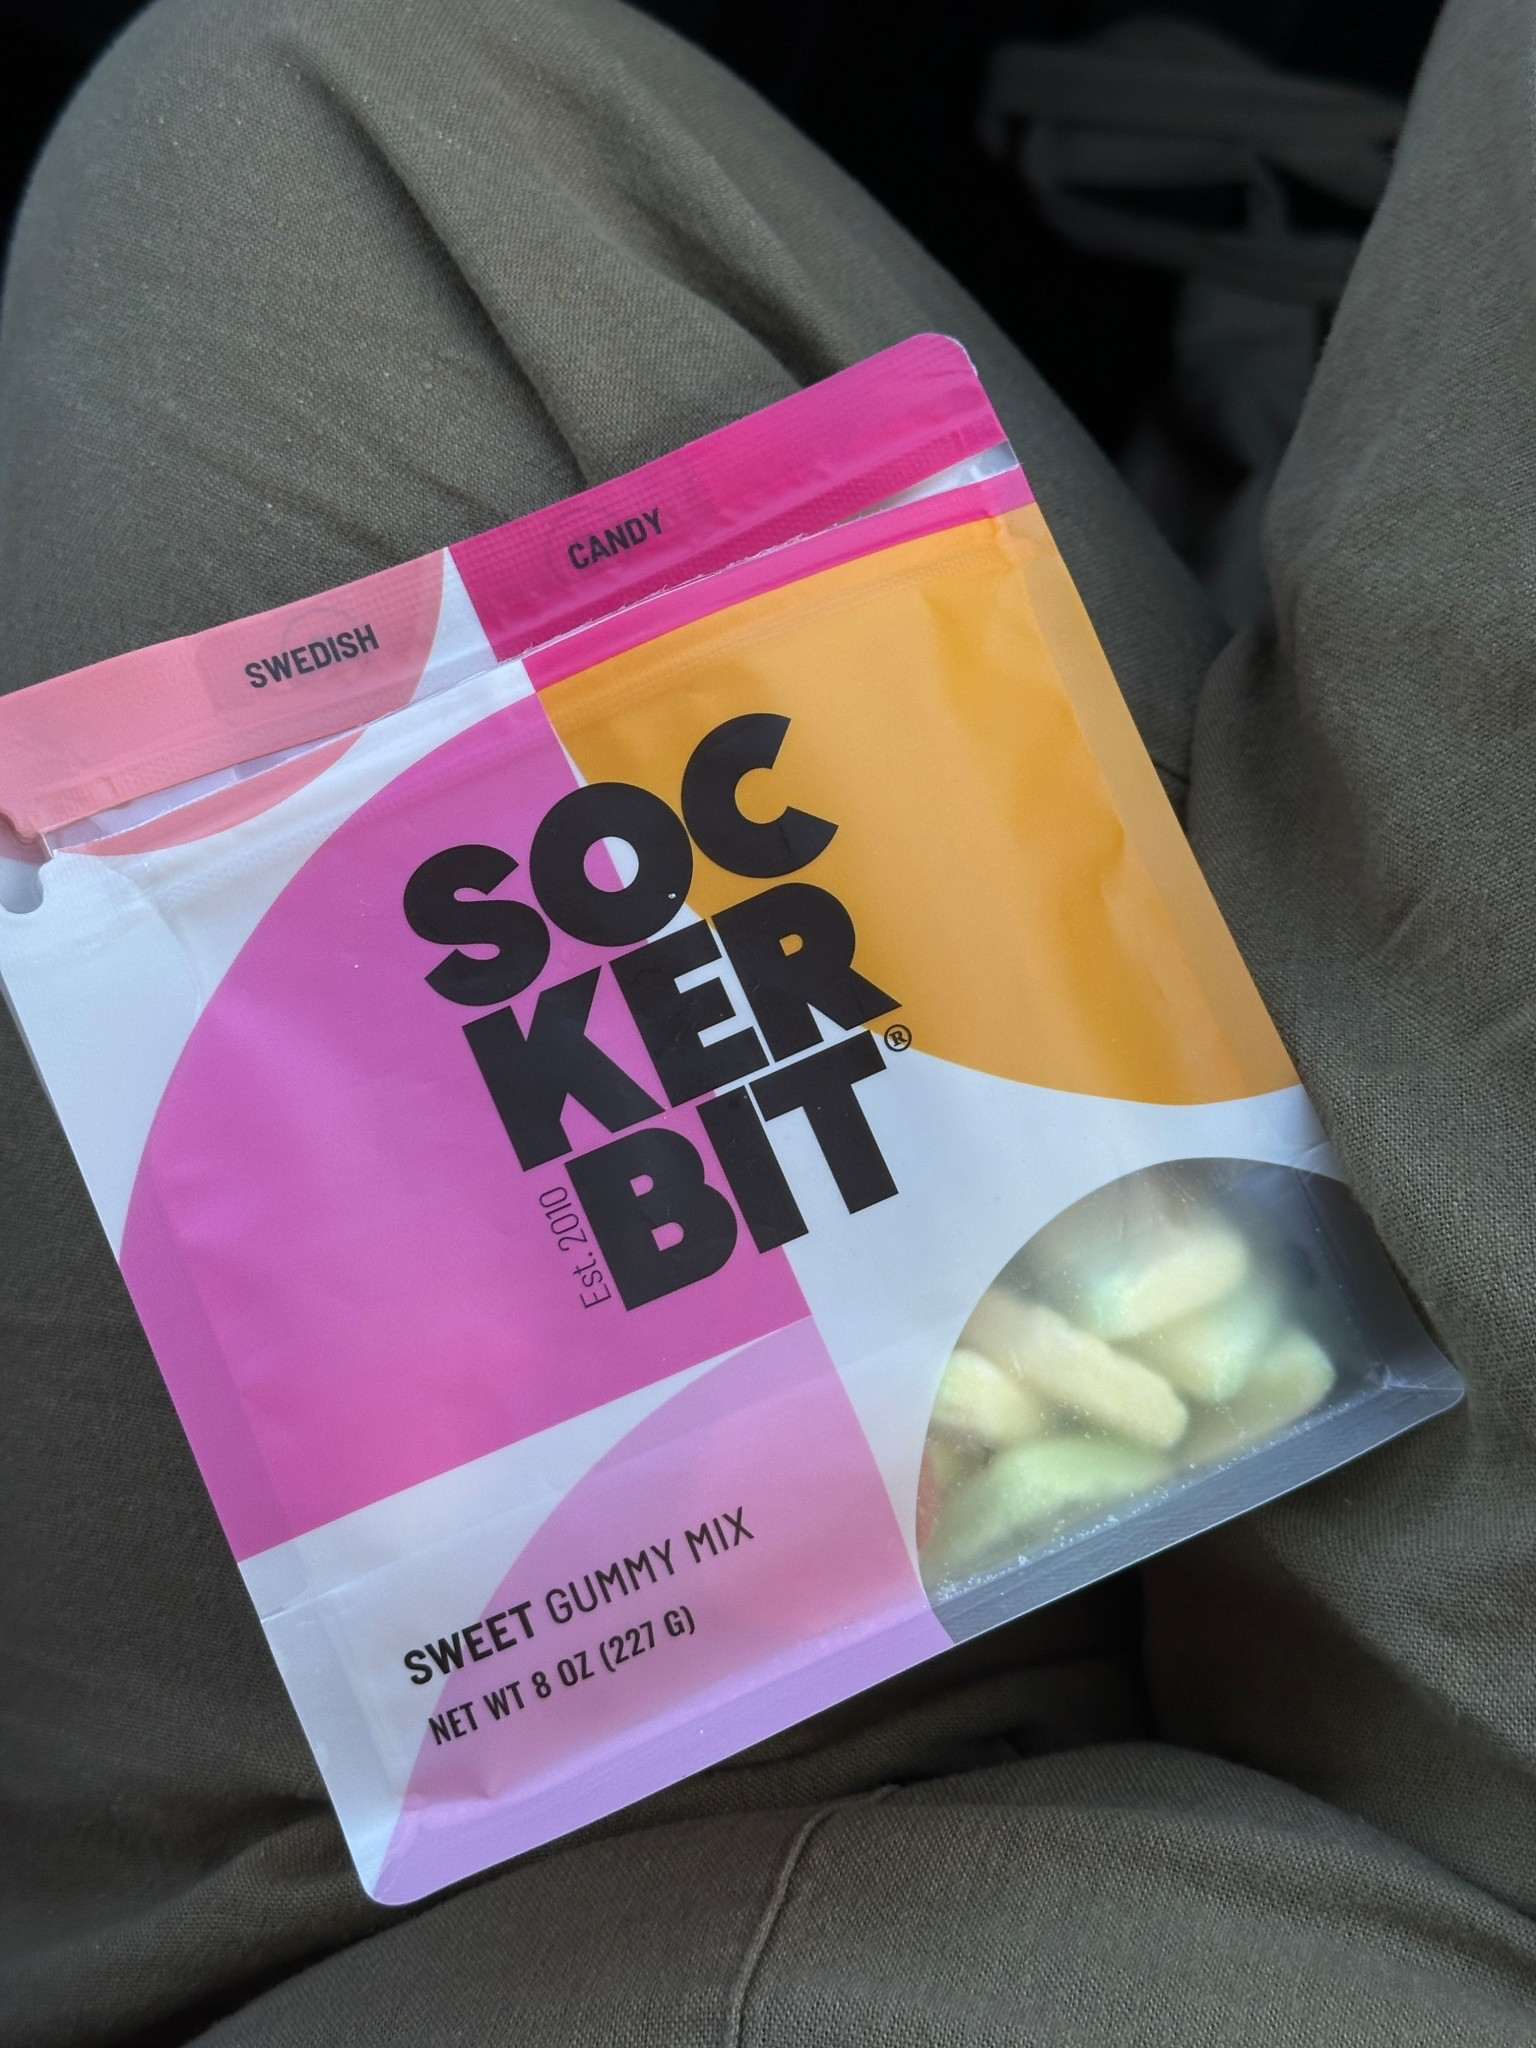 SWEDISH
CANDY
SOC
KER
BIT®
Est. 2010
SWEET GUMMY MIX
NET WT 8 OZ (227 G)